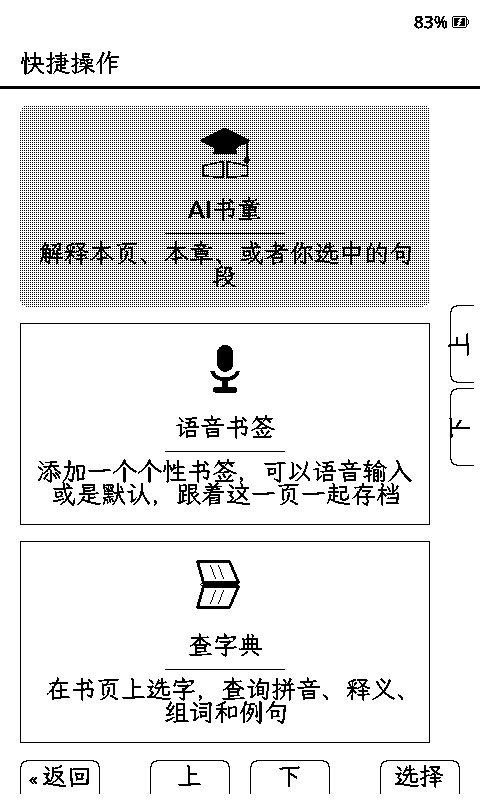 83%
快捷操作
AI书童
解释本页、本章、或者你选中的句
段
上
下
语音书签
添加一个个性书签，可以语音输入
或是默认，跟着这一页一起存档
查字典
在书页上选字，查询拼音、释义、
组词和例句
«返回 上 下 选择